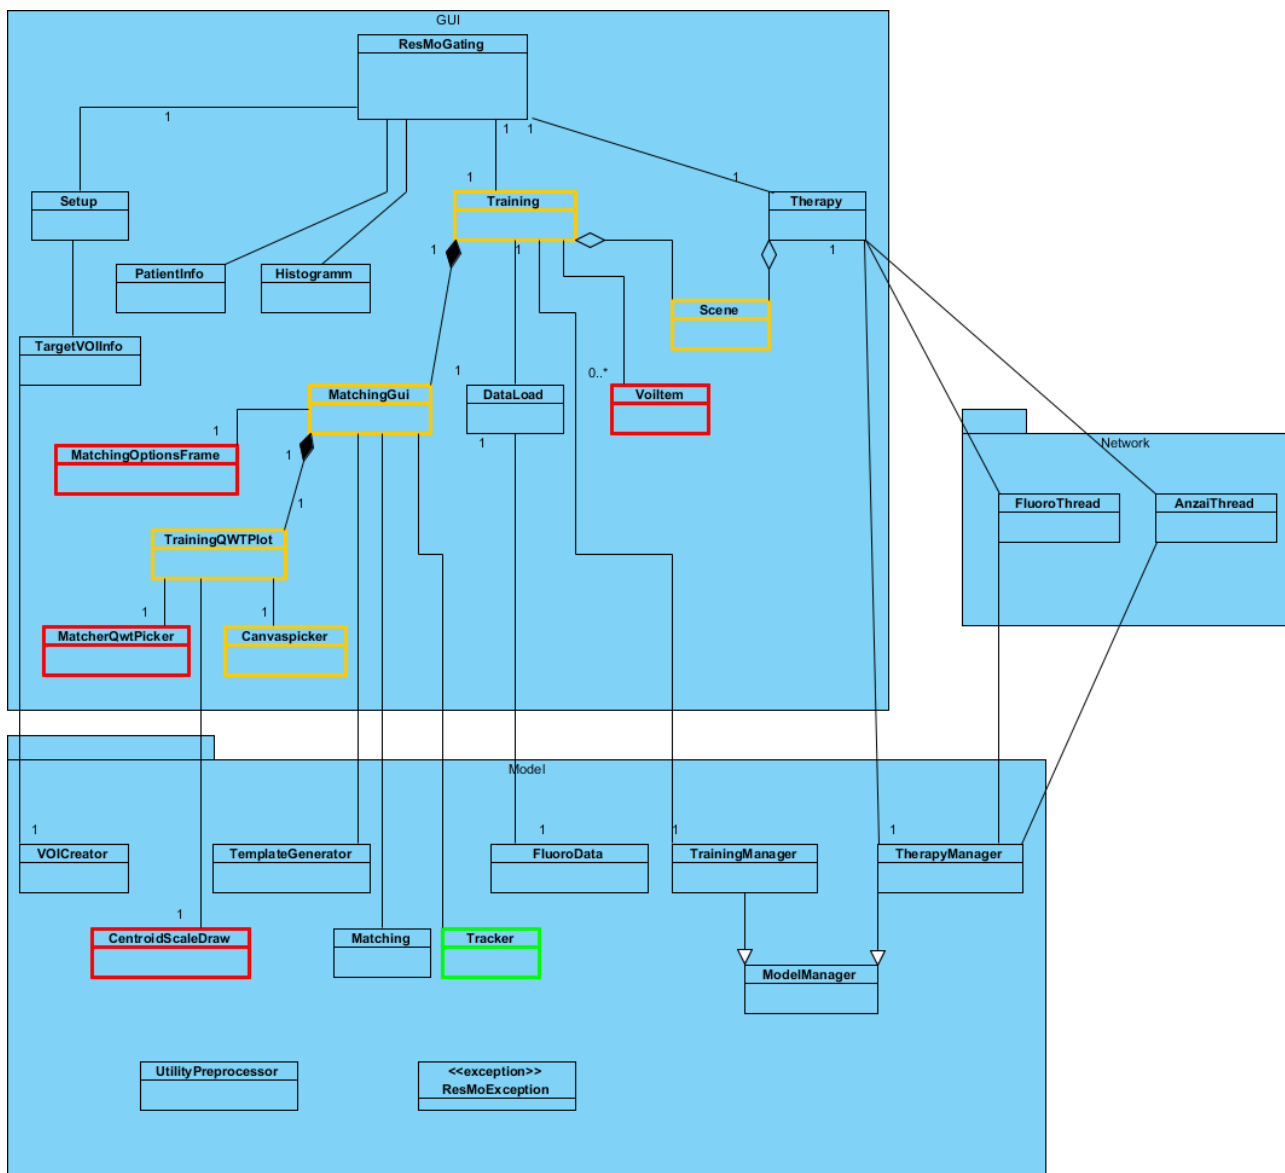 GUI
ResMoGating
1
1
1
1
1
Setup
Training
Therapy
1
1
1
PatientInfo
Histogramm
Scene
TargetVOIInfo
1
0..*
MatchingGui
DataLoad
VoiItem
1
1
1
Network
MatchingOptionsFrame
1
FluoroThread
AnzaiThread
TrainingQWTPlot
1
1
MatcherQwtPicker
Canvaspicker
Model
1
1
1
1
VOICreator
TemplateGenerator
FluoroData
TrainingManager
TherapyManager
1
CentroidScaleDraw
Matching
Tracker
ModelManager
UtilityPreprocessor
<<exception>>
ResMoException